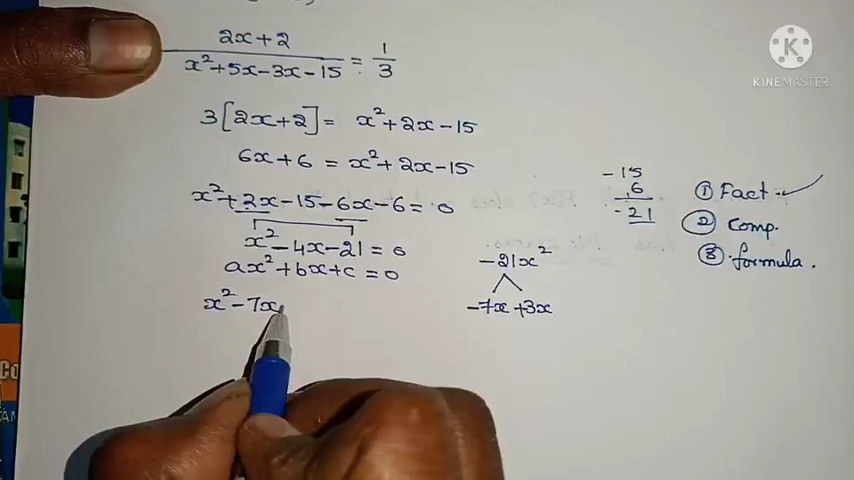 2x+2 / x²+5x-3x-15 = 1/3
3[2x+2] = x²+2x-15
6x+6 = x²+2x-15
x²+2x-15-6x-6=0
x²-4x-21=0
ax²+bx+c=0
x²-7x
-21x²
-7x+3x
-15
6
-21
① Fact
② Comp.
③ formula.
KINEMASTER